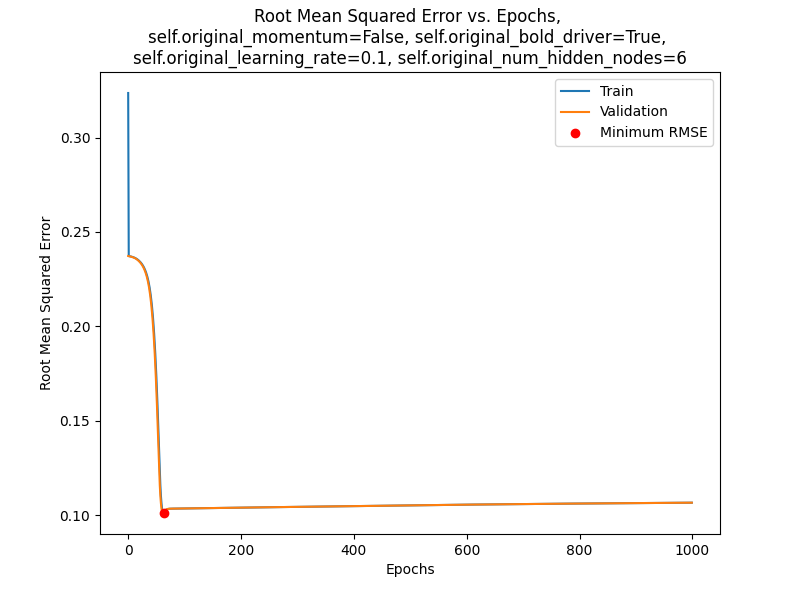 Root Mean Squared Error vs. Epochs,
self.original_momentum=False, self.original_bold_driver=True,
self.original_learning_rate=0.1, self.original_num_hidden_nodes=6
Train
Validation
Minimum RMSE
Root Mean Squared Error
0.30
0.25
0.20
0.15
0.10
0 200 400 600 800 1000
Epochs